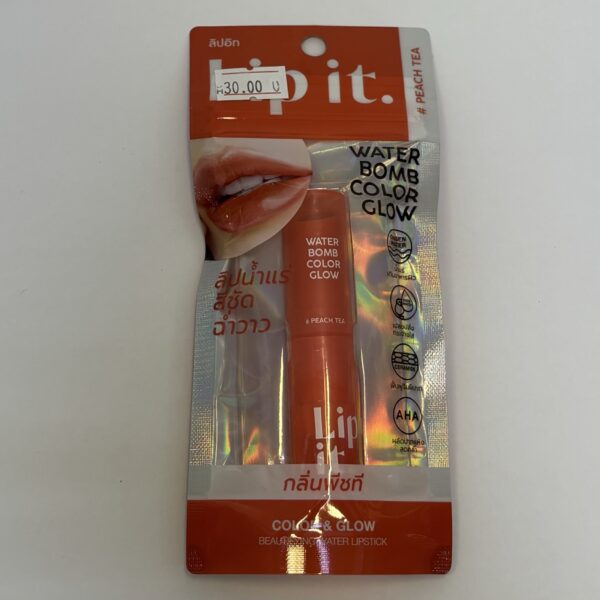 ลิปอิท
Lip it.
30.00
# PEACH TEA
WATER
BOMB
COLOR
GLOW
WATER
BOMB
COLOR
GLOW
# PEACH TEA
ลิปน้ำแร่
สีชัด
ฉ่ำวาว
CERAMIDE
AHA
Lip
it
กลิ่นพีชที
COLOR & GLOW
WATER LIPSTICK